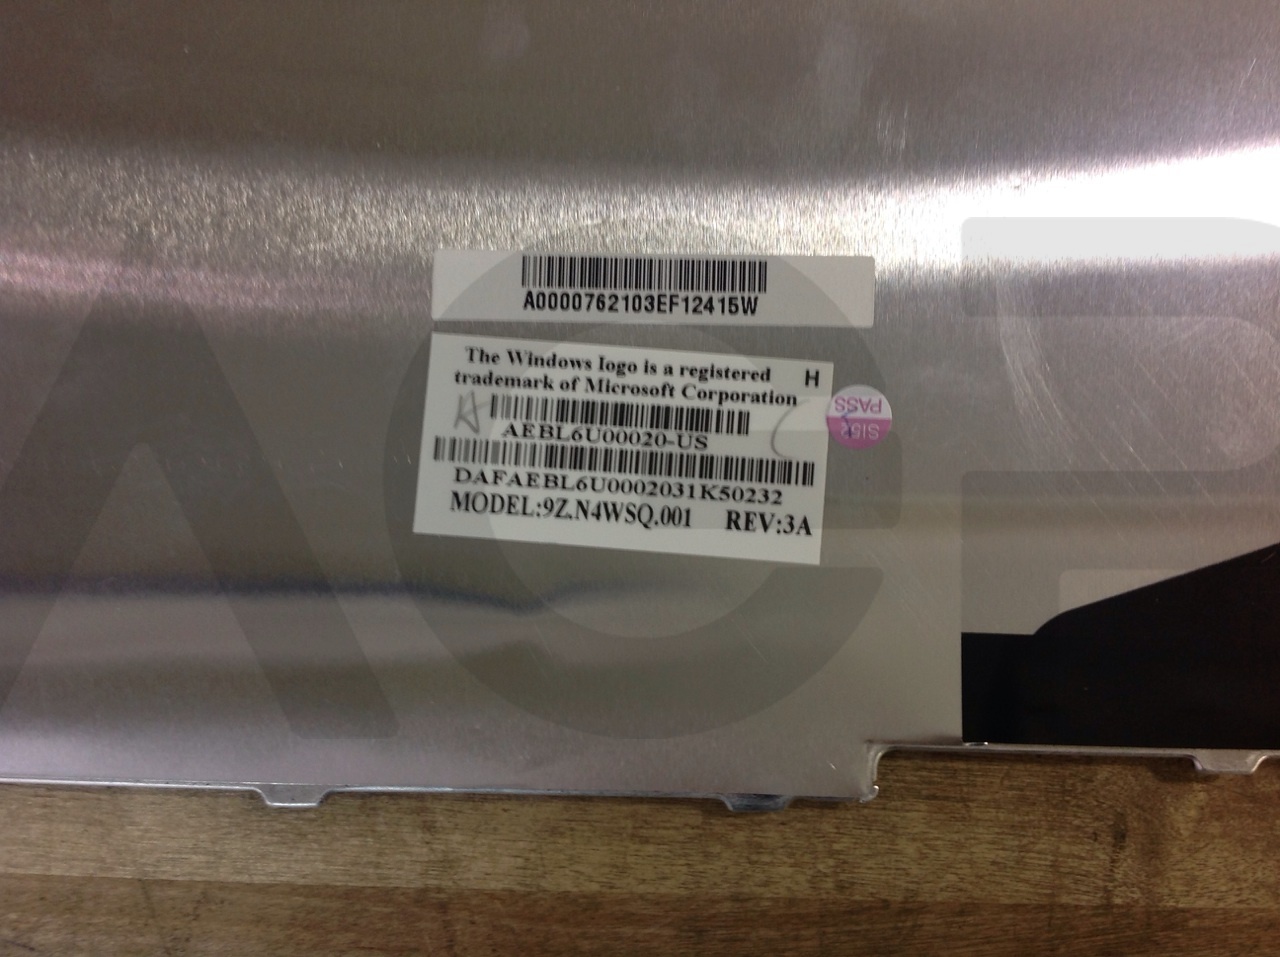 A0000762103EF12415W
The Windows logo is a registered
trademark of Microsoft Corporation
H
AEBL6U00020-US
DAFAEBL6U0002031K50232
MODEL:9Z.N4WSQ.001 REV:3A
PASS